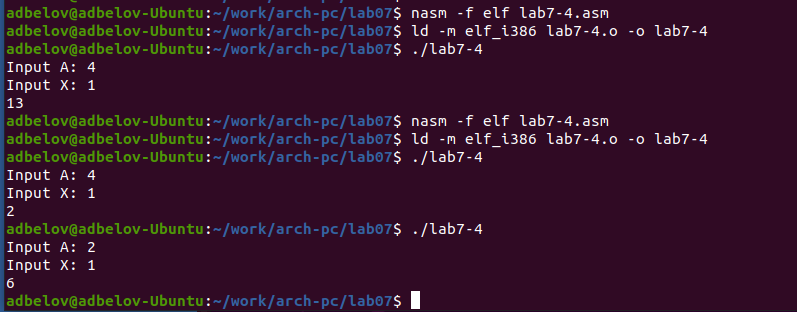 adbelov@adbelov-Ubuntu:~/work/arch-pc/lab07$ nasm -f elf lab7-4.asm
adbelov@adbelov-Ubuntu:~/work/arch-pc/lab07$ ld -m elf_i386 lab7-4.o -o lab7-4
adbelov@adbelov-Ubuntu:~/work/arch-pc/lab07$ ./lab7-4
Input A: 4
Input X: 1
13
adbelov@adbelov-Ubuntu:~/work/arch-pc/lab07$ nasm -f elf lab7-4.asm
adbelov@adbelov-Ubuntu:~/work/arch-pc/lab07$ ld -m elf_i386 lab7-4.o -o lab7-4
adbelov@adbelov-Ubuntu:~/work/arch-pc/lab07$ ./lab7-4
Input A: 4
Input X: 1
2
adbelov@adbelov-Ubuntu:~/work/arch-pc/lab07$ ./lab7-4
Input A: 2
Input X: 1
6
adbelov@adbelov-Ubuntu:~/work/arch-pc/lab07$